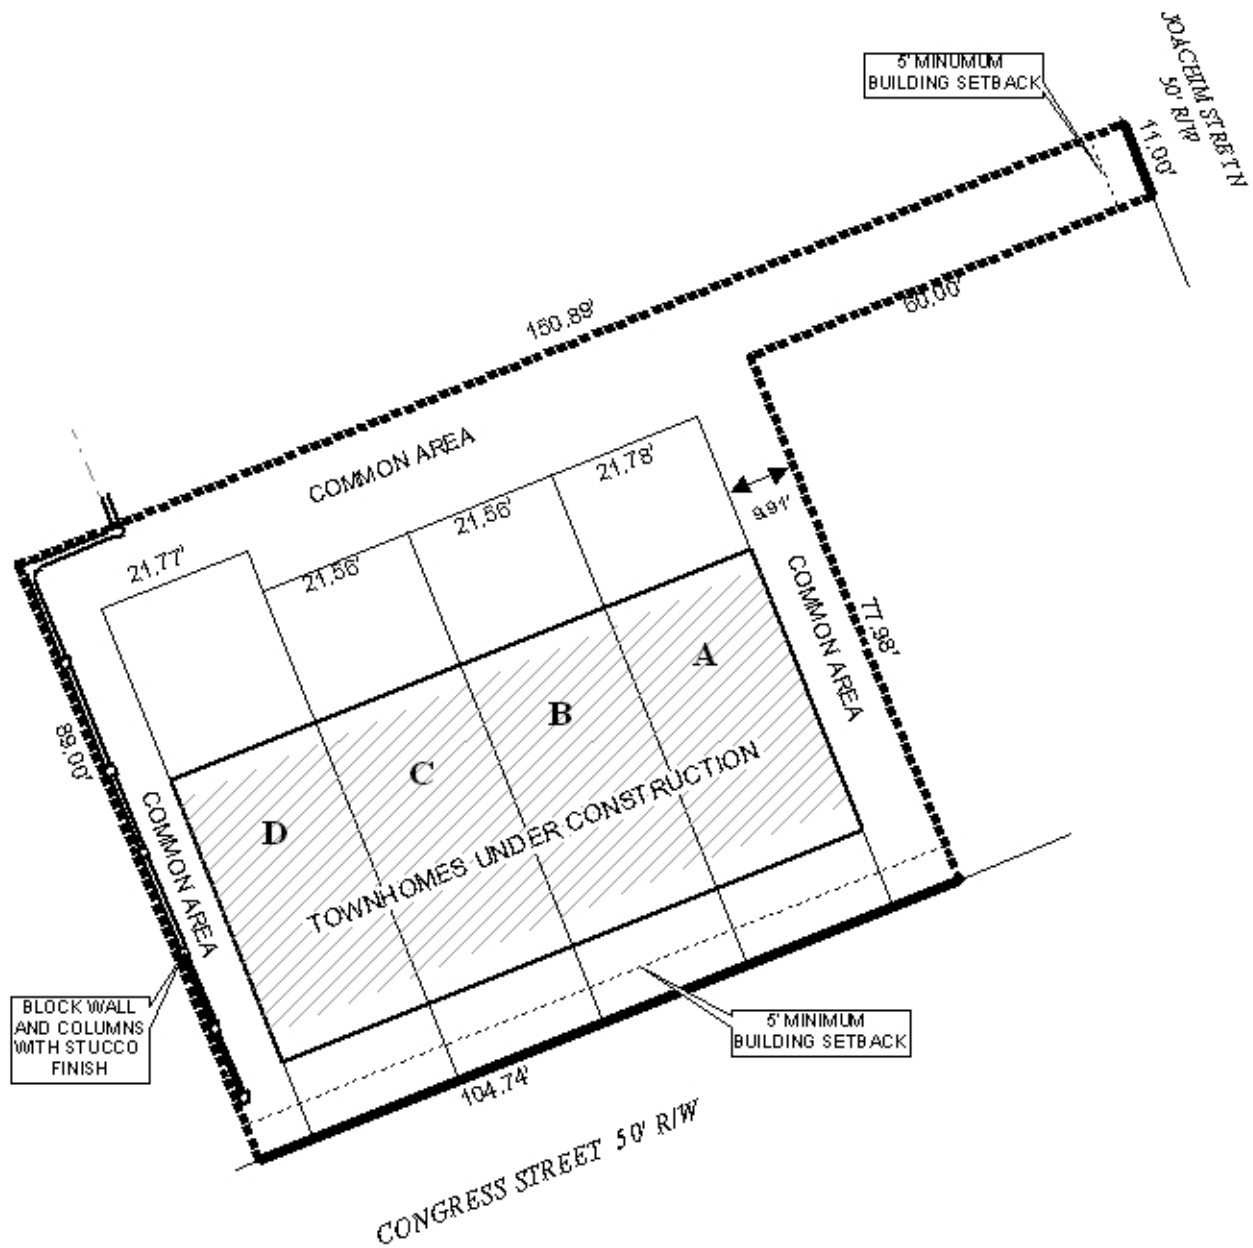 JOACHIM STRET N
50' R/W
5' MINUMUM
BUILDING SETBACK
11.00'
60.00'
150.89'
COMMON AREA
21.78'
21.56'
21.56'
21.77'
9.91'
COMMON AREA
77.98'
A
B
C
D
TOWNHOMES UNDER CONSTRUCTION
89.00'
COMMON AREA
BLOCK WALL
AND COLUMNS
WITH STUCCO
FINISH
5' MINIMUM
BUILDING SETBACK
104.74'
CONGRESS STREET 50' R/W